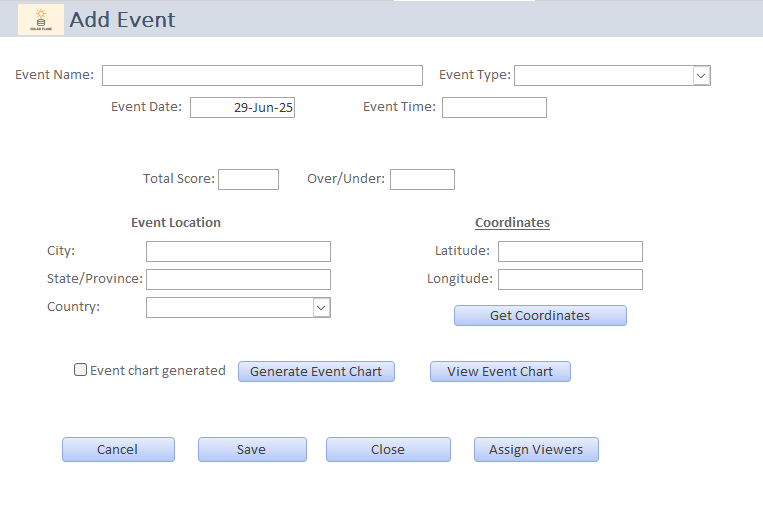 SOLAR FLARE
Add Event
Event Name: Event Type:
Event Date: 29-Jun-25 Event Time:
Total Score: Over/Under:
Event Location Coordinates
City: Latitude:
State/Province: Longitude:
Country:
Get Coordinates
Event chart generated Generate Event Chart View Event Chart
Cancel Save Close Assign Viewers